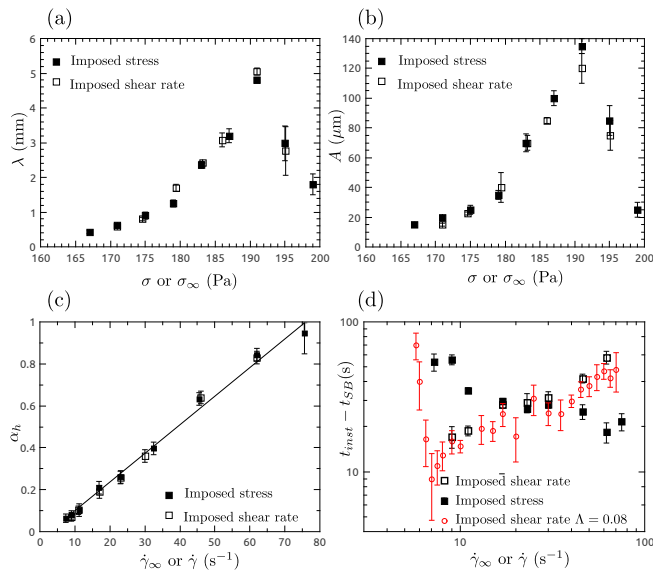 (a)
6
5
4
3
2
1
0
λ (mm)
Imposed stress
Imposed shear rate
160 165 170 175 180 185 190 195 200
σ or σ∞ (Pa)
(b)
140
120
100
80
60
40
20
0
A (μm)
Imposed stress
Imposed shear rate
160 165 170 175 180 185 190 195 200
σ or σ∞ (Pa)
(c)
1
0.8
0.6
0.4
0.2
0
αh
Imposed stress
Imposed shear rate
0 10 20 30 40 50 60 70 80
γ̇∞ or γ̇ (s⁻¹)
(d)
100
10
tinst − tSB(s)
Imposed shear rate
Imposed stress
Imposed shear rate Λ = 0.08
10 100
γ̇∞ or γ̇ (s⁻¹)